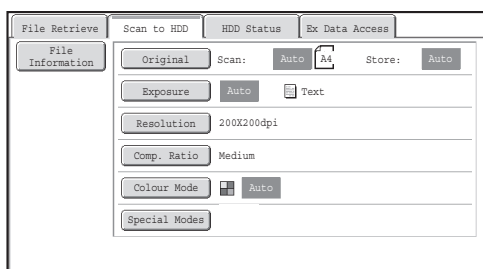 File Retrieve Scan to HDD HDD Status Ex Data Access
File Information
Original Scan: Auto A4 Store: Auto
Exposure Auto Text
Resolution 200X200dpi
Comp. Ratio Medium
Colour Mode Auto
Special Modes